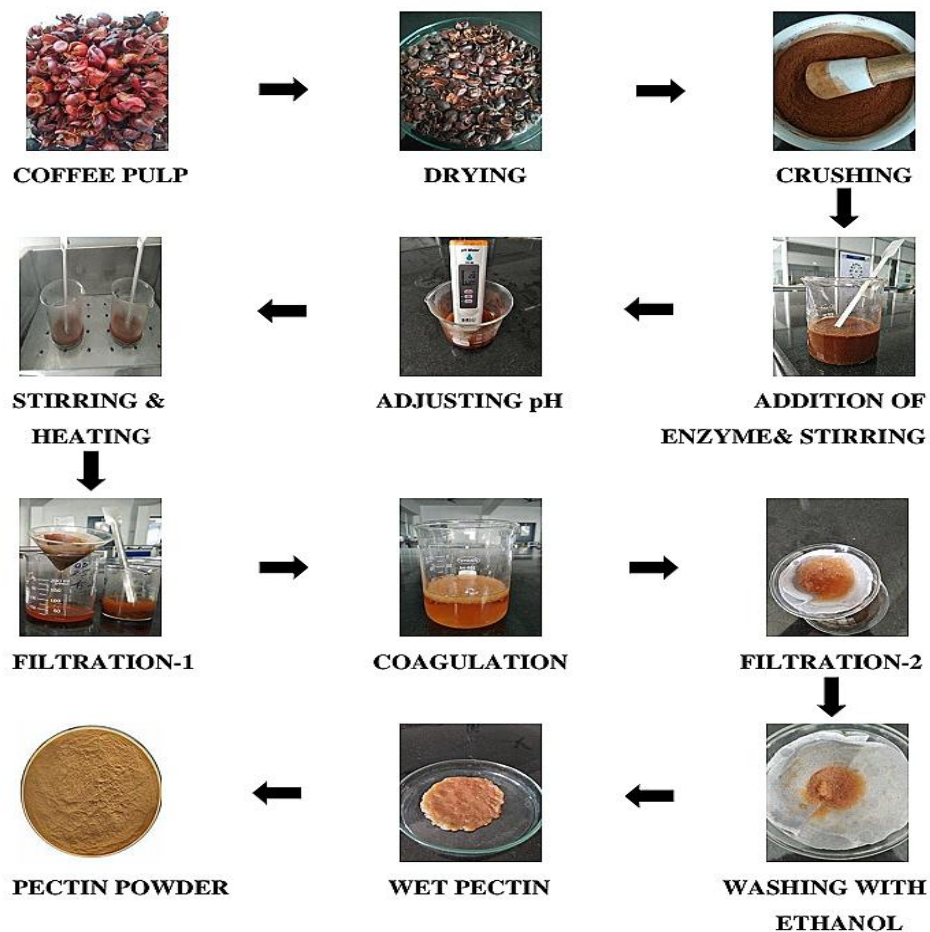 COFFEE PULP
DRYING
CRUSHING
ADDITION OF
ENZYME& STIRRING
ADJUSTING pH
STIRRING &
HEATING
FILTRATION-1
COAGULATION
FILTRATION-2
WASHING WITH
ETHANOL
WET PECTIN
PECTIN POWDER